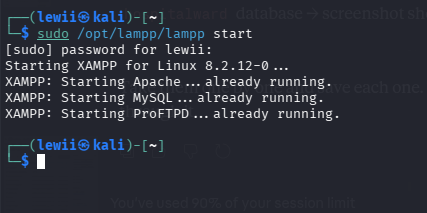 talward database → screenshot sh
┌──(lewii㉿kali)-[~]
└─$ sudo /opt/lampp/lampp start
[sudo] password for lewii:
Starting XAMPP for Linux 8.2.12-0...
XAMPP: Starting Apache...already running.
XAMPP: Starting MySQL...already running.
XAMPP: Starting ProFTPD...already running.
ave each one.
┌──(lewii㉿kali)-[~]
└─$
You've used 90% of your session limit